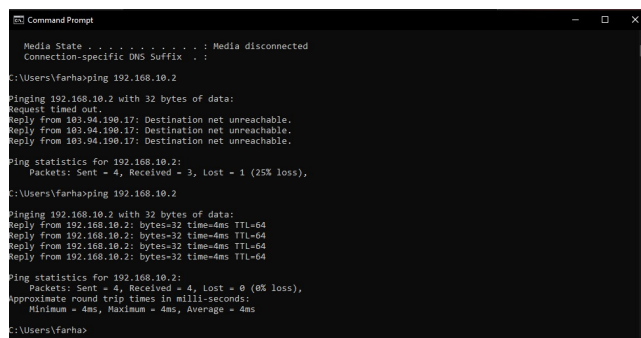 Command Prompt
Media State . . . . . . . . . . . : Media disconnected
Connection-specific DNS Suffix  . :
C:\Users\farha>ping 192.168.10.2
Pinging 192.168.10.2 with 32 bytes of data:
Request timed out.
Reply from 103.94.190.17: Destination net unreachable.
Reply from 103.94.190.17: Destination net unreachable.
Reply from 103.94.190.17: Destination net unreachable.
Ping statistics for 192.168.10.2:
Packets: Sent = 4, Received = 3, Lost = 1 (25% loss),
C:\Users\farha>ping 192.168.10.2
Pinging 192.168.10.2 with 32 bytes of data:
Reply from 192.168.10.2: bytes=32 time=4ms TTL=64
Reply from 192.168.10.2: bytes=32 time=4ms TTL=64
Reply from 192.168.10.2: bytes=32 time=4ms TTL=64
Reply from 192.168.10.2: bytes=32 time=4ms TTL=64
Ping statistics for 192.168.10.2:
Packets: Sent = 4, Received = 4, Lost = 0 (0% loss),
Approximate round trip times in milli-seconds:
Minimum = 4ms, Maximum = 4ms, Average = 4ms
C:\Users\farha>